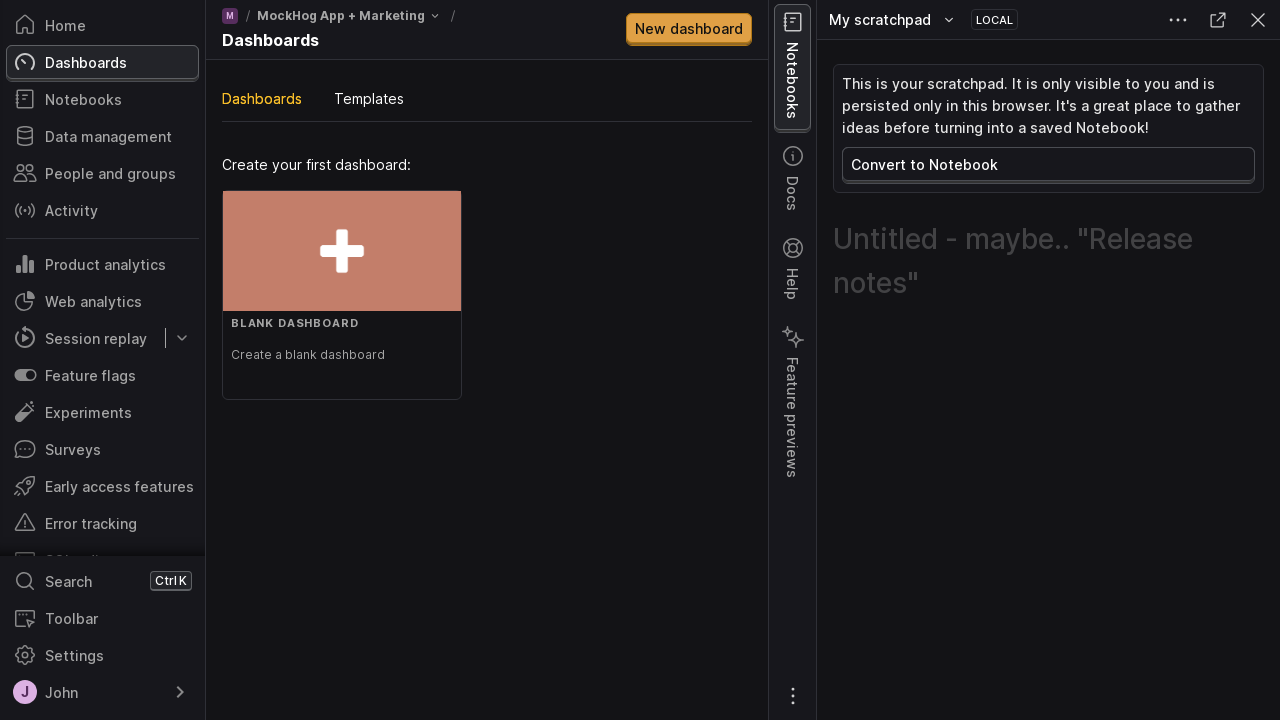 Home
Dashboards
Notebooks
Data management
People and groups
Activity
Product analytics
Web analytics
Session replay
Feature flags
Experiments
Surveys
Early access features
Error tracking
Search Ctrl K
Toolbar
Settings
J John
M / MockHog App + Marketing /
Dashboards
New dashboard
Dashboards Templates
Create your first dashboard:
BLANK DASHBOARD
Create a blank dashboard
Notebooks
Docs
Help
Feature previews
My scratchpad LOCAL
This is your scratchpad. It is only visible to you and is
persisted only in this browser. It's a great place to gather
ideas before turning into a saved Notebook!
Convert to Notebook
Untitled - maybe.. "Release
notes"